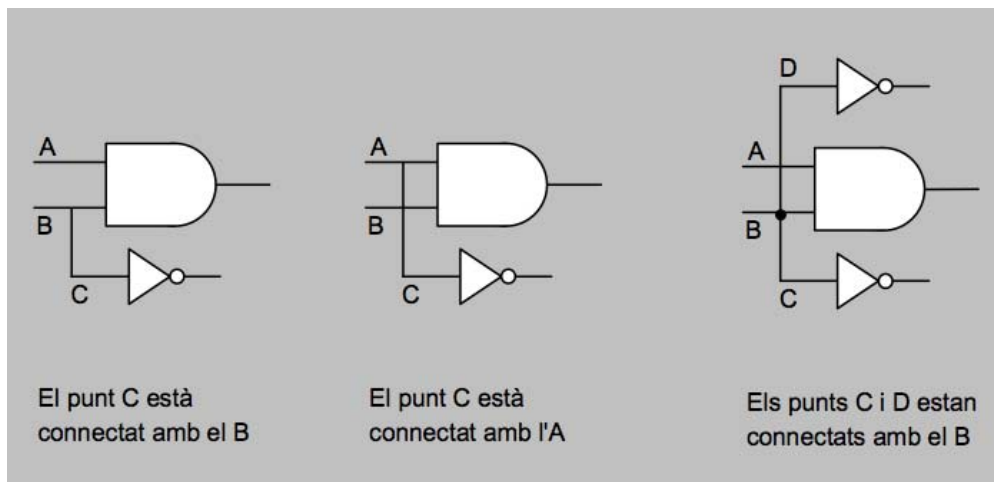 A
B
C
El punt C està
connectat amb el B
A
B
C
El punt C està
connectat amb l'A
D
A
B
C
Els punts C i D estan
connectats amb el B